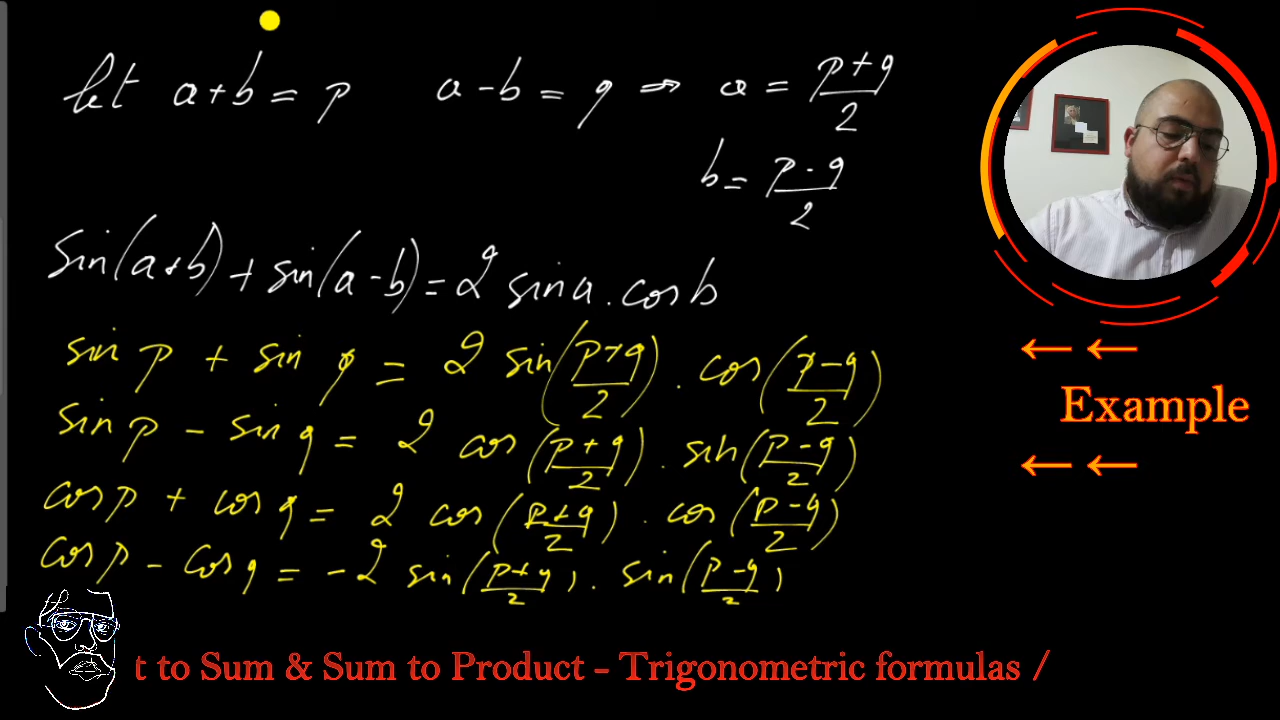 let a+b = p   a-b = q ⇒ a = p+q/2
b = p-q/2
sin(a+b) + sin(a-b) = 2 sin a . cos b
sin p + sin q = 2 sin(p+q/2) . cos(p-q/2)
sin p - sin q = 2 cos(p+q/2) . sin(p-q/2)
cos p + cos q = 2 cos(p+q/2) . cos(p-q/2)
cos p - cos q = -2 sin(p+q/2) . sin(p-q/2)
←←
Example
←←
t to Sum & Sum to Product - Trigonometric formulas /